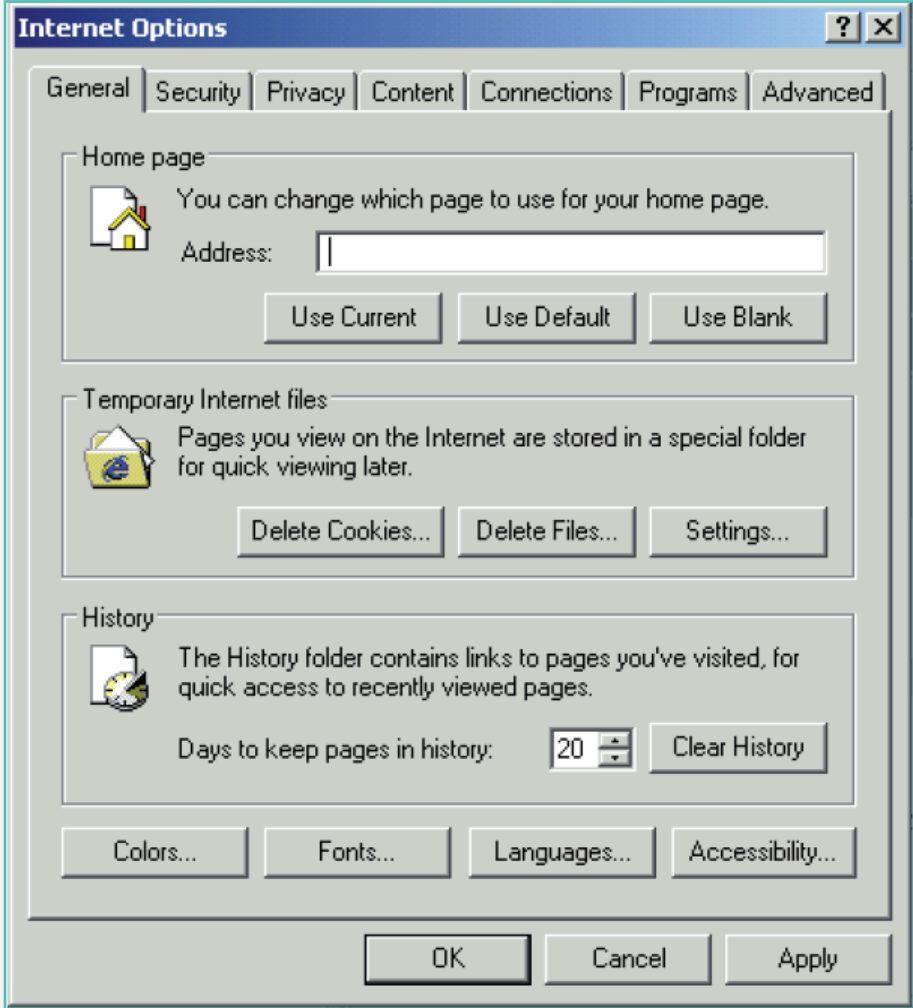 Internet Options
General Security Privacy Content Connections Programs Advanced
Home page
You can change which page to use for your home page.
Address:
Use Current Use Default Use Blank
Temporary Internet files
Pages you view on the Internet are stored in a special folder
for quick viewing later.
Delete Cookies... Delete Files... Settings...
History
The History folder contains links to pages you've visited, for
quick access to recently viewed pages.
Days to keep pages in history: 20 Clear History
Colors... Fonts... Languages... Accessibility...
OK Cancel Apply